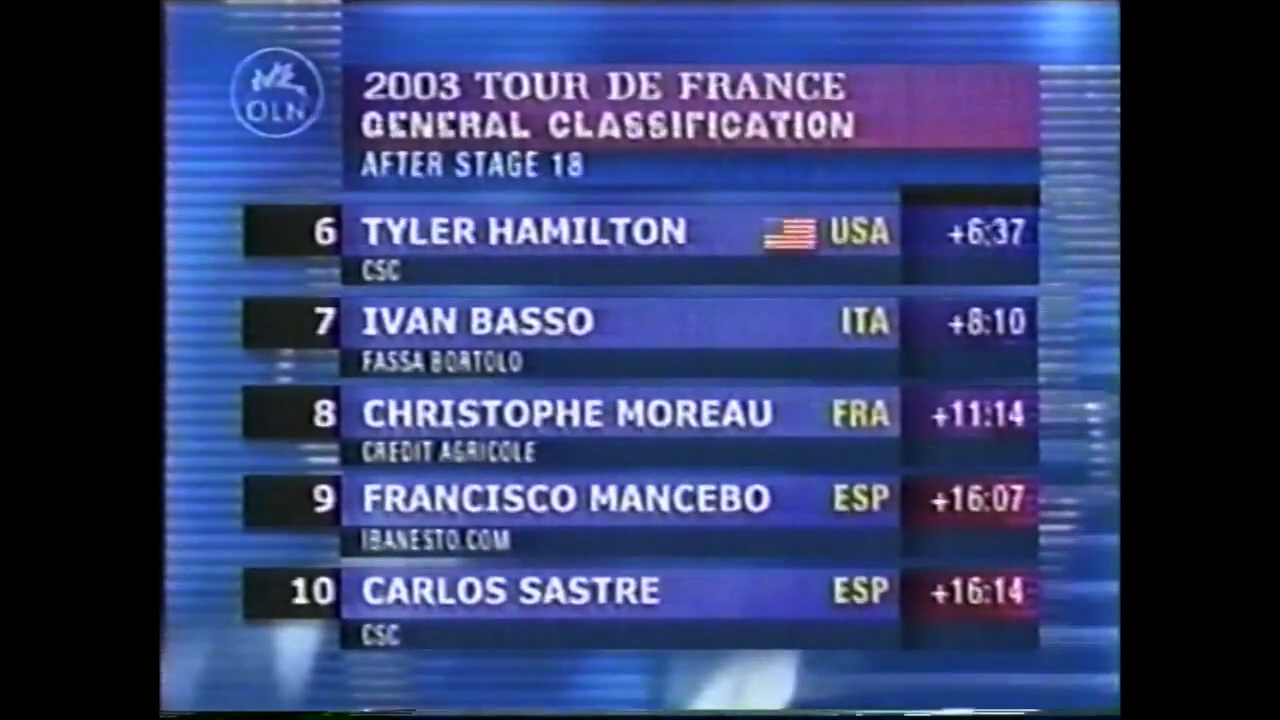 OLN
2003 TOUR DE FRANCE
GENERAL CLASSIFICATION
AFTER STAGE 18
6 TYLER HAMILTON USA +6:37
CSC
7 IVAN BASSO ITA +8:10
FASSA BORTOLO
8 CHRISTOPHE MOREAU FRA +11:14
CREDIT AGRICOLE
9 FRANCISCO MANCEBO ESP +16:07
IBANESTO.COM
10 CARLOS SASTRE ESP +16:14
CSC